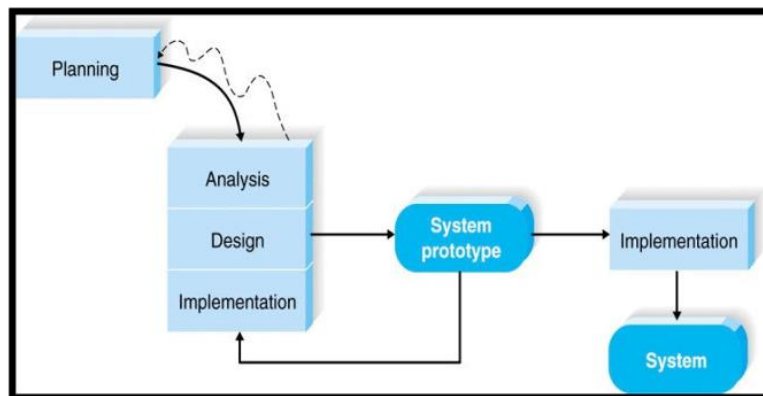 Planning
Analysis
Design
Implementation
System
prototype
Implementation
System